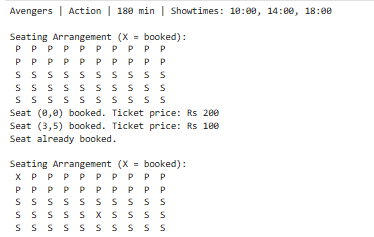 Avengers | Action | 180 min | Showtimes: 10:00, 14:00, 18:00
Seating Arrangement (X = booked):
P P P P P P P P P P
P P P P P P P P P P
S S S S S S S S S S
S S S S S S S S S S
S S S S S S S S S S
Seat (0,0) booked. Ticket price: Rs 200
Seat (3,5) booked. Ticket price: Rs 100
Seat already booked.
Seating Arrangement (X = booked):
X P P P P P P P P P
P P P P P P P P P P
S S S S S S S S S S
S S S S S X S S S S
S S S S S S S S S S